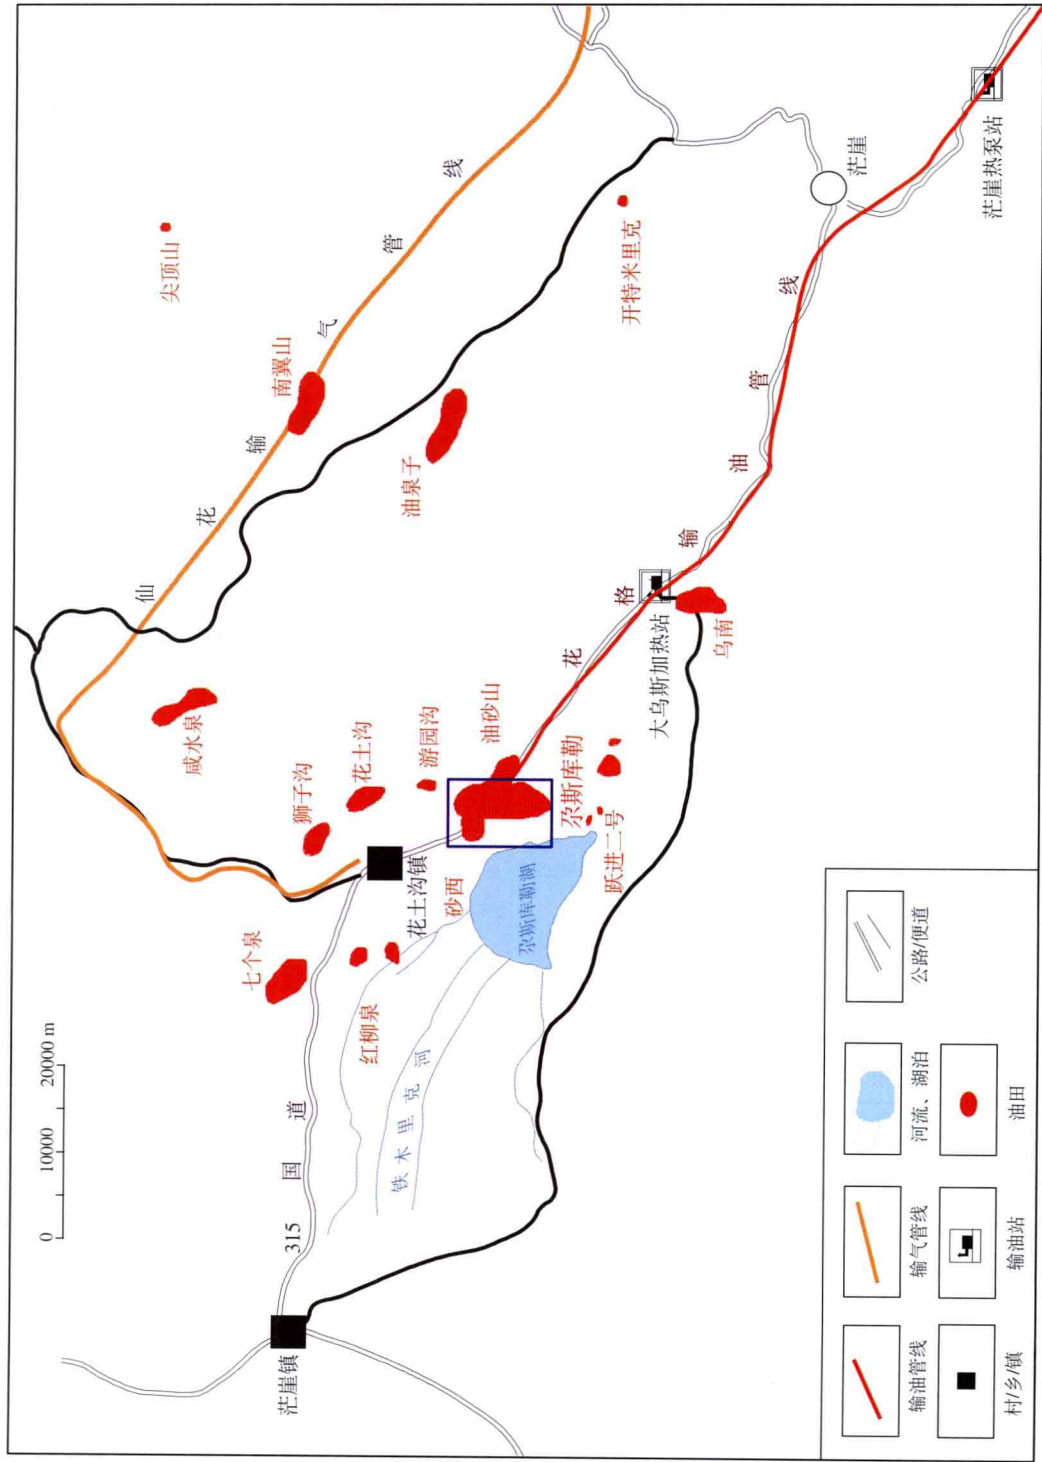 0 10000 20000 m
尖顶山
南翼山
仙花输气管线
油泉子
开特米里克
咸水泉
狮子沟
花土沟
游园沟
油砂山
花土沟镇
七个泉
红柳泉
砂西
尕斯库勒
尕斯库勒湖
跃进二号
铁木里克河
315国道
茫崖镇
花格输油管线
大乌斯加热站
乌南
茫崖
茫崖热泵站
输油管线
输气管线
河流、湖泊
公路/便道
村/乡/镇
输油站
油田